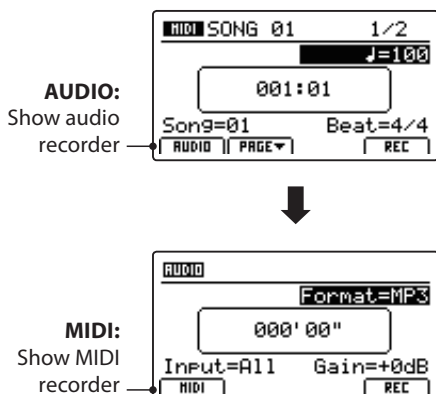 MIDI SONG 01 1/2
♩=100
001:01
Song=01 Beat=4/4
AUDIO PAGE▼ REC
AUDIO:
Show audio
recorder
AUDIO
Format=MP3
000'00"
Input=All Gain=+0dB
MIDI REC
MIDI:
Show MIDI
recorder